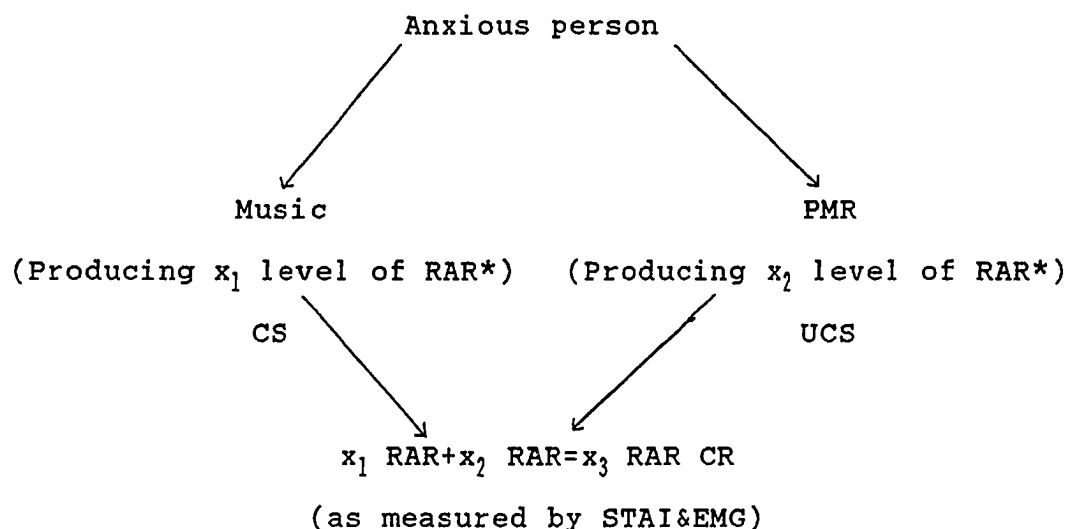 Anxious person
Music PMR
(Producing x₁ level of RAR*) (Producing x₂ level of RAR*)
CS UCS
x₁ RAR+x₂ RAR=x₃ RAR CR
(as measured by STAI&EMG)